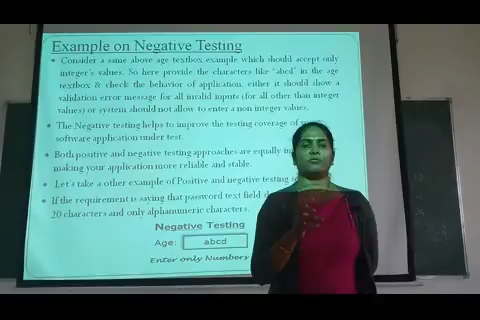 Example on Negative Testing
Consider a same above age textbox example which should accept only
integer's values. So here provide the characters like "abcd" in the age
textbox & check the behavior of application, either it should show a
validation error message for all invalid inputs (for all other than integer
values) or system should not allow to enter a non integer values.
The Negative testing helps to improve the testing coverage of
software application under test.
Both positive and negative testing approaches are equally
making your application more reliable and stable.
Let's take a other example of Positive and negative testing
If the requirement is saying that password text field
20 characters and only alphanumeric characters.
Negative Testing
Age: abcd
Enter only Numbers